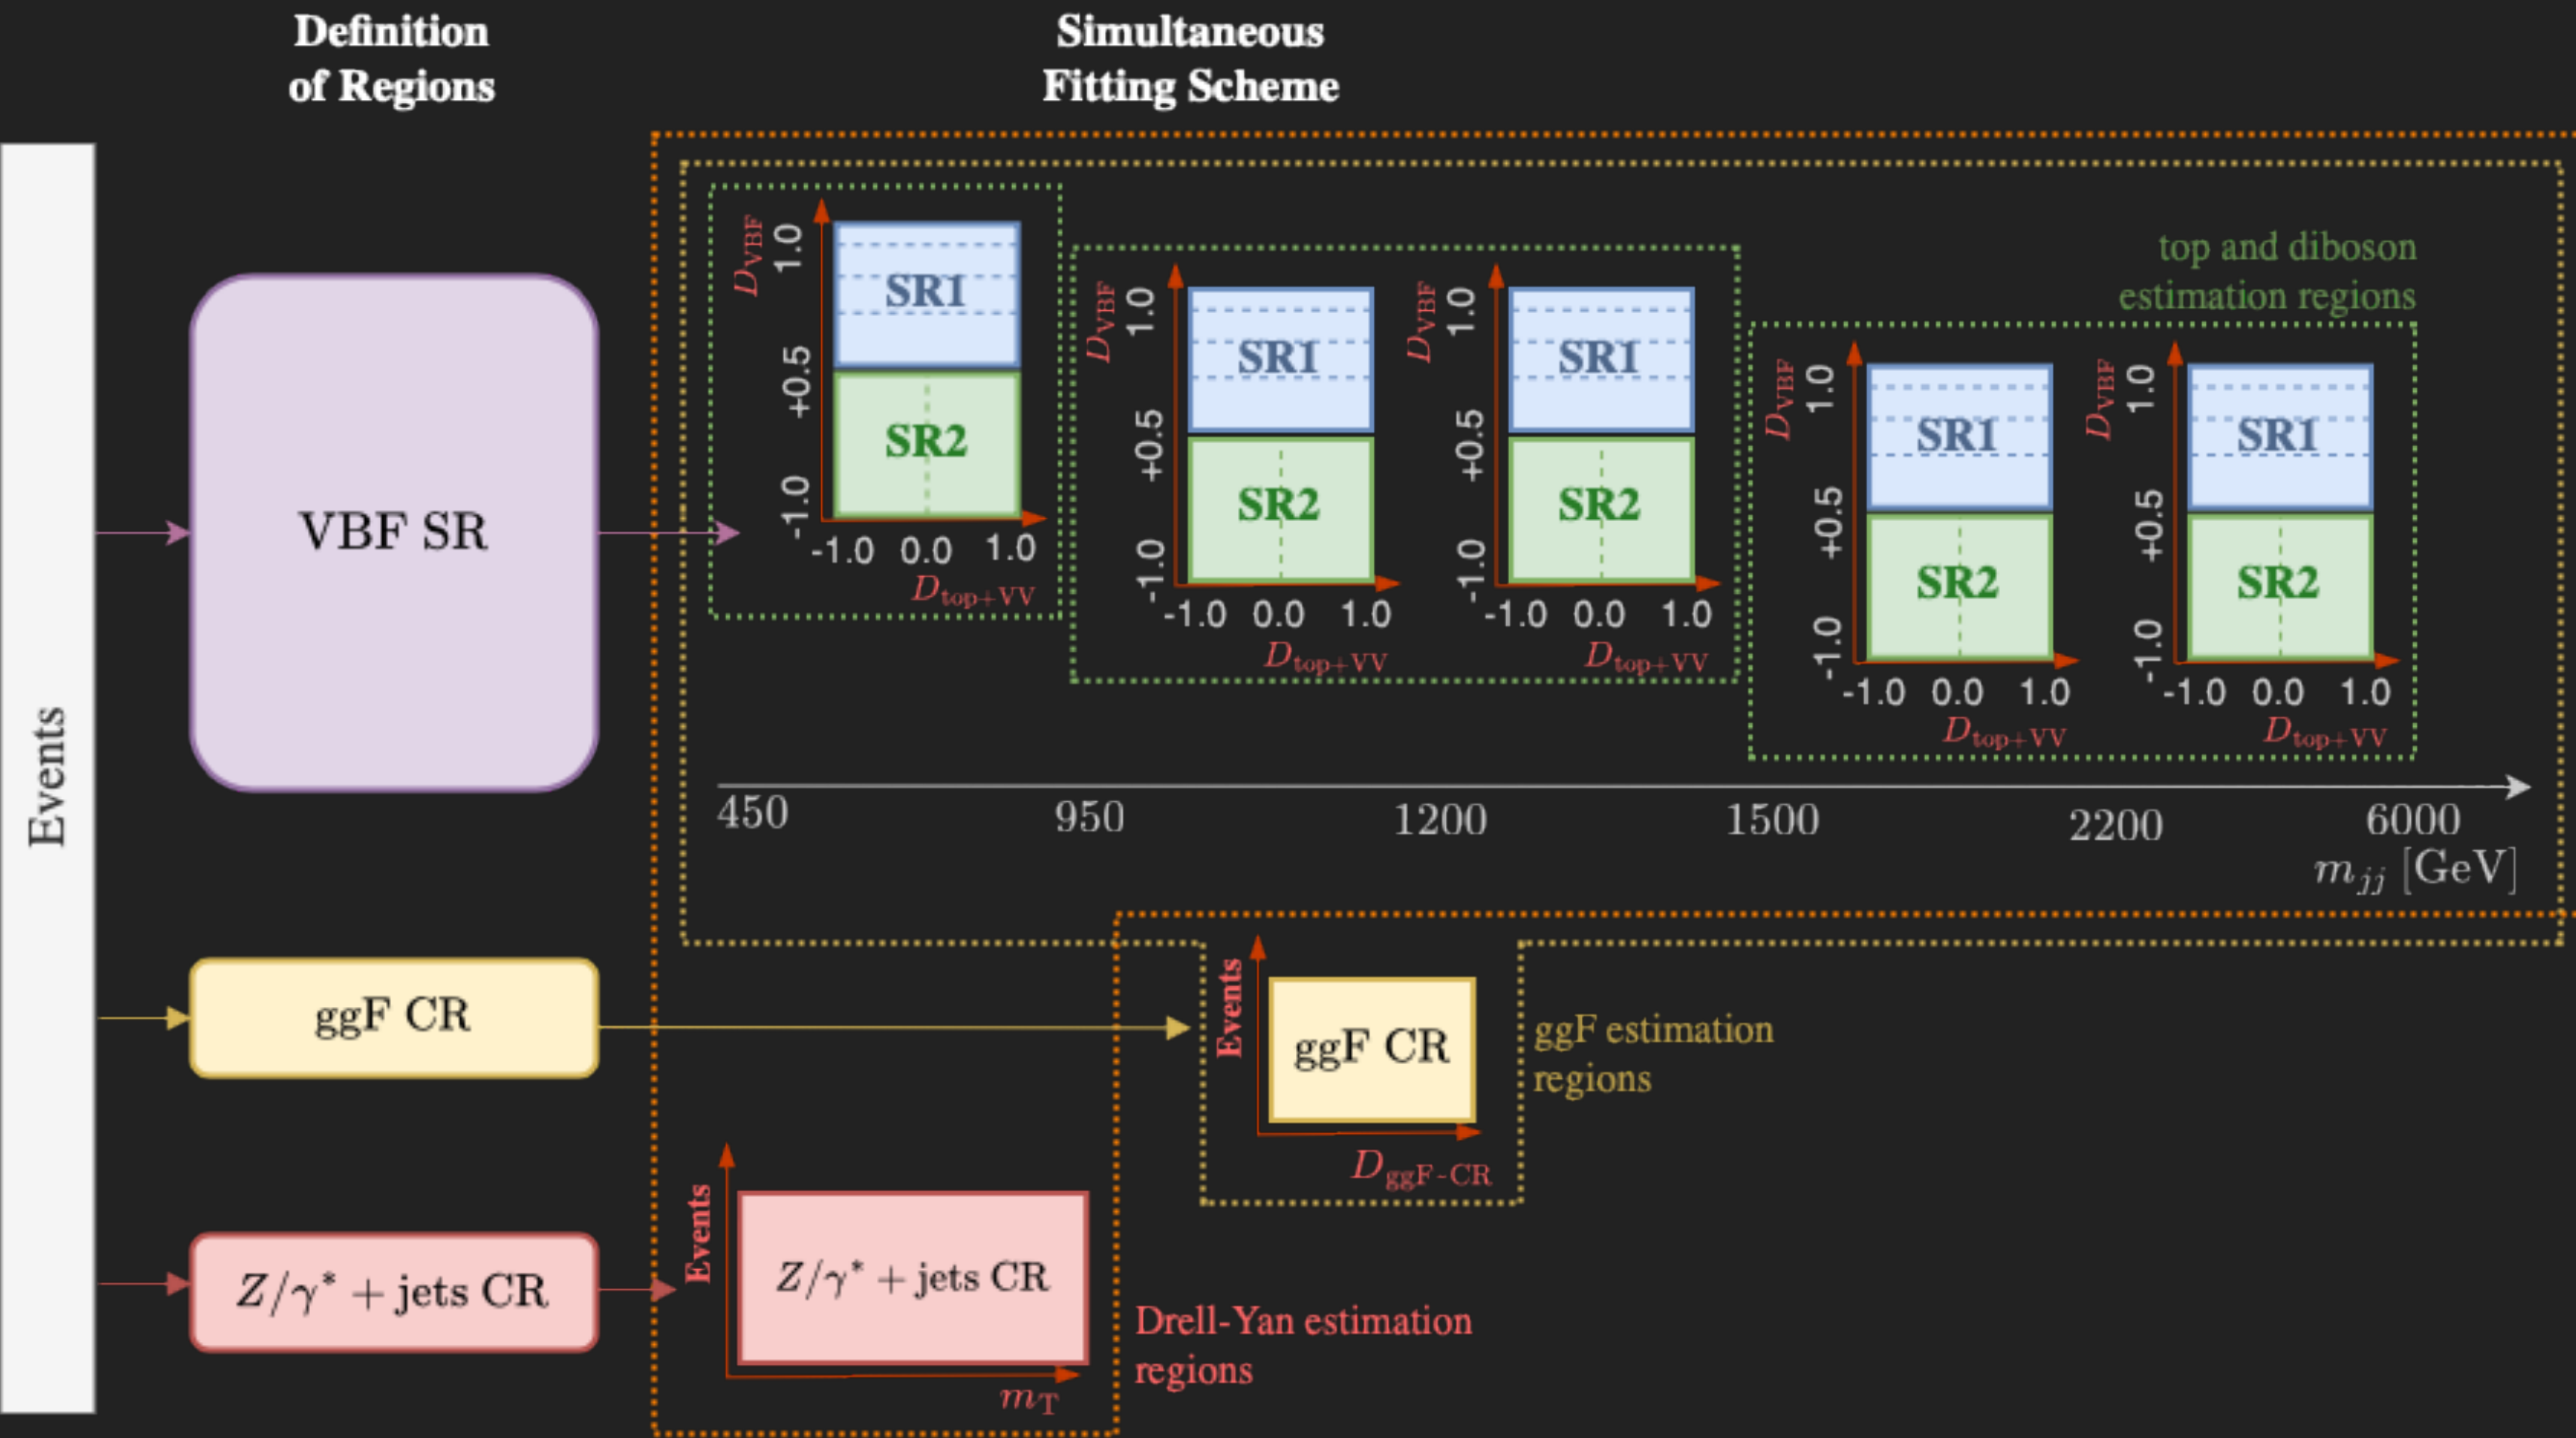 Definition
of Regions
Simultaneous
Fitting Scheme
Events
VBF SR
D_VBF
1.0
+0.5
-1.0
SR1
SR2
-1.0 0.0 1.0
D_top+VV
D_VBF
1.0
+0.5
-1.0
SR1
SR2
-1.0 0.0 1.0
D_top+VV
D_VBF
1.0
+0.5
-1.0
SR1
SR2
-1.0 0.0 1.0
D_top+VV
top and diboson
estimation regions
D_VBF
1.0
+0.5
-1.0
SR1
SR2
-1.0 0.0 1.0
D_top+VV
D_VBF
1.0
+0.5
-1.0
SR1
SR2
-1.0 0.0 1.0
D_top+VV
450 950 1200 1500 2200 6000
m_jj [GeV]
ggF CR
Events
ggF CR
D_ggF-CR
ggF estimation
regions
Z/γ* + jets CR
Events
Z/γ* + jets CR
m_T
Drell-Yan estimation
regions